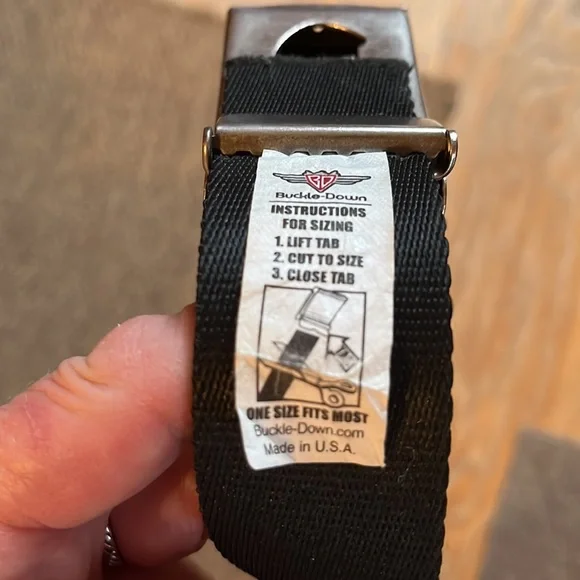 BD
Buckle-Down
INSTRUCTIONS
FOR SIZING
1. LIFT TAB
2. CUT TO SIZE
3. CLOSE TAB
ONE SIZE FITS MOST
Buckle-Down.com
Made in U.S.A.